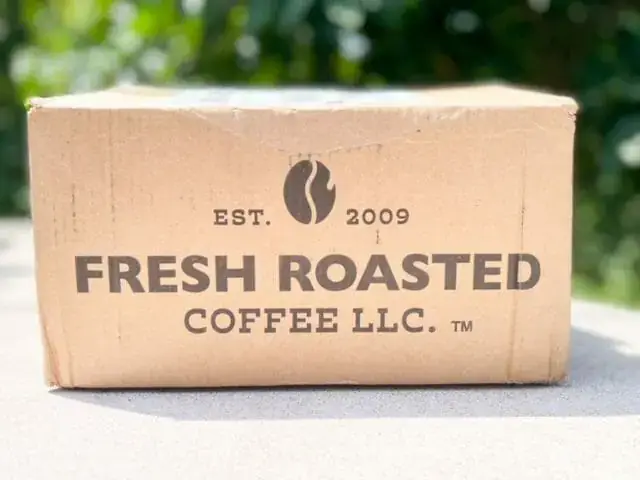 EST. 2009
FRESH ROASTED
COFFEE LLC. ™